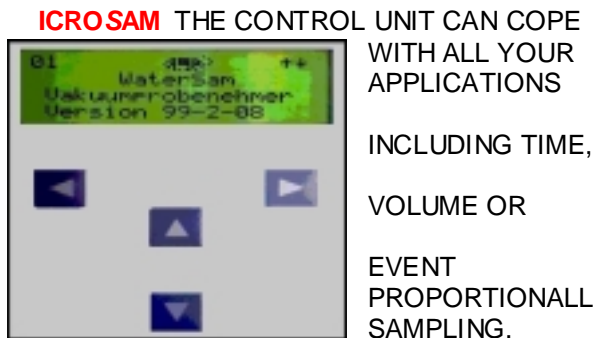 ICROSAM THE CONTROL UNIT CAN COPE
WITH ALL YOUR
APPLICATIONS
INCLUDING TIME,
VOLUME OR
EVENT
PROPORTIONALL
SAMPLING.
01 ++
WaterSam
Vakuumprobenehmer
Version 99-2-08